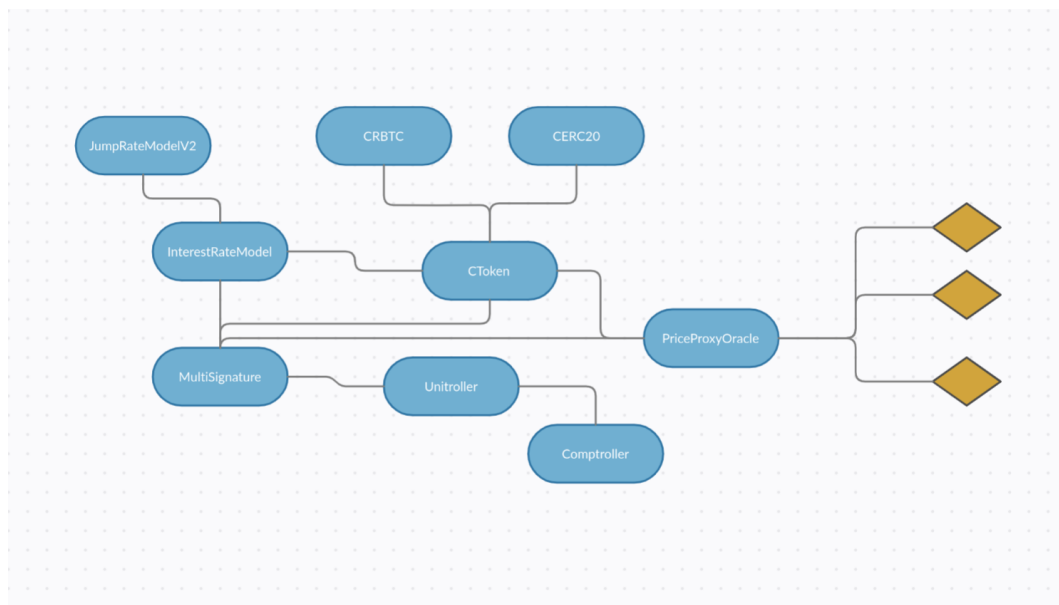 CRBTC
CERC20
JumpRateModelV2
InterestRateModel
CToken
PriceProxyOracle
MultiSignature
Unitroller
Comptroller